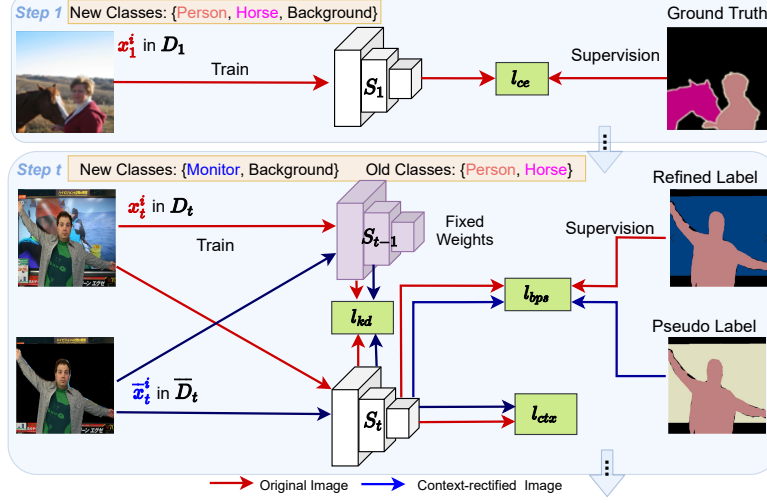 Step 1 New Classes: {Person, Horse, Background}
Ground Truth
x_1^i in D_1
Train
S_1
l_ce
Supervision
Step t New Classes: {Monitor, Background} Old Classes: {Person, Horse}
Refined Label
x_t^i in D_t
Train
S_{t-1}
Fixed
Weights
Supervision
l_kd
l_bps
Pseudo Label
x̅_t^i in D̅_t
S_t
l_ctx
Original Image
Context-rectified Image